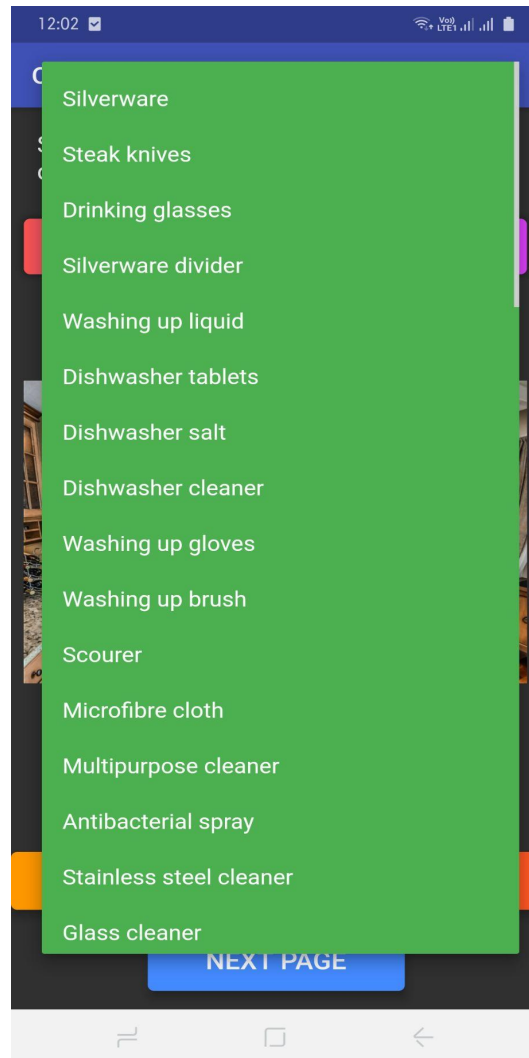 12:02
Vo))
LTE1
C
S
c
Silverware
Steak knives
Drinking glasses
Silverware divider
Washing up liquid
Dishwasher tablets
Dishwasher salt
Dishwasher cleaner
Washing up gloves
Washing up brush
Scourer
Microfibre cloth
Multipurpose cleaner
Antibacterial spray
Stainless steel cleaner
Glass cleaner
NEXT PAGE